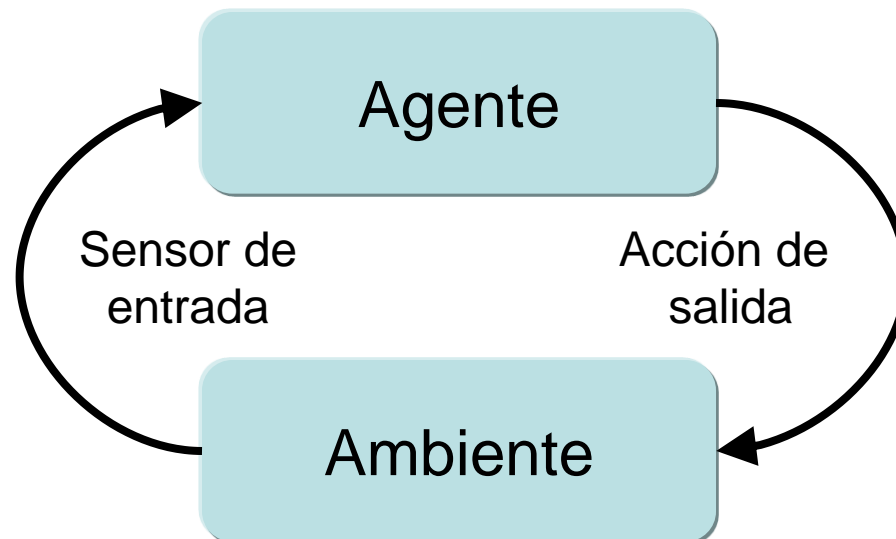 Agente
Sensor de
entrada
Acción de
salida
Ambiente